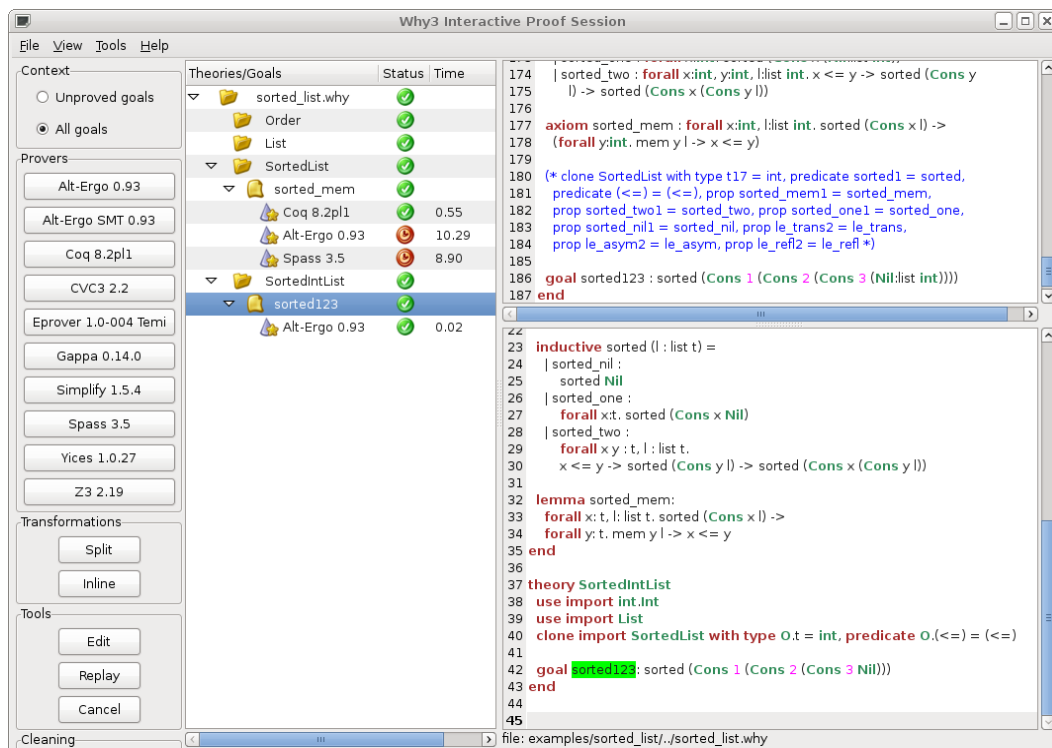 Why3 Interactive Proof Session
File View Tools Help
Context
Unproved goals
All goals
Provers
Alt-Ergo 0.93
Alt-Ergo SMT 0.93
Coq 8.2pl1
CVC3 2.2
Eprover 1.0-004 Temi
Gappa 0.14.0
Simplify 1.5.4
Spass 3.5
Yices 1.0.27
Z3 2.19
Transformations
Split
Inline
Tools
Edit
Replay
Cancel
Cleaning
Theories/Goals Status Time
sorted_list.why
Order
List
SortedList
sorted_mem
Coq 8.2pl1 0.55
Alt-Ergo 0.93 10.29
Spass 3.5 8.90
SortedIntList
sorted123
Alt-Ergo 0.93 0.02
174 | sorted_two : forall x:int, y:int, l:list int. x <= y -> sorted (Cons y
175 l) -> sorted (Cons x (Cons y l))
176
177 axiom sorted_mem : forall x:int, l:list int. sorted (Cons x l) ->
178 (forall y:int. mem y l -> x <= y)
179
180 (* clone SortedList with type t17 = int, predicate sorted1 = sorted,
181 predicate (<=) = (<=), prop sorted_mem1 = sorted_mem,
182 prop sorted_two1 = sorted_two, prop sorted_one1 = sorted_one,
183 prop sorted_nil1 = sorted_nil, prop le_trans2 = le_trans,
184 prop le_asym2 = le_asym, prop le_refl2 = le_refl *)
185
186 goal sorted123 : sorted (Cons 1 (Cons 2 (Cons 3 (Nil:list int))))
187 end
22
23 inductive sorted (l : list t) =
24 | sorted_nil :
25 sorted Nil
26 | sorted_one :
27 forall x:t. sorted (Cons x Nil)
28 | sorted_two :
29 forall x y : t, l : list t.
30 x <= y -> sorted (Cons y l) -> sorted (Cons x (Cons y l))
31
32 lemma sorted_mem:
33 forall x: t, l: list t. sorted (Cons x l) ->
34 forall y: t. mem y l -> x <= y
35 end
36
37 theory SortedIntList
38 use import int.Int
39 use import List
40 clone import SortedList with type O.t = int, predicate O.(<=) = (<=)
41
42 goal sorted123: sorted (Cons 1 (Cons 2 (Cons 3 Nil)))
43 end
44
45
file: examples/sorted_list/../sorted_list.why